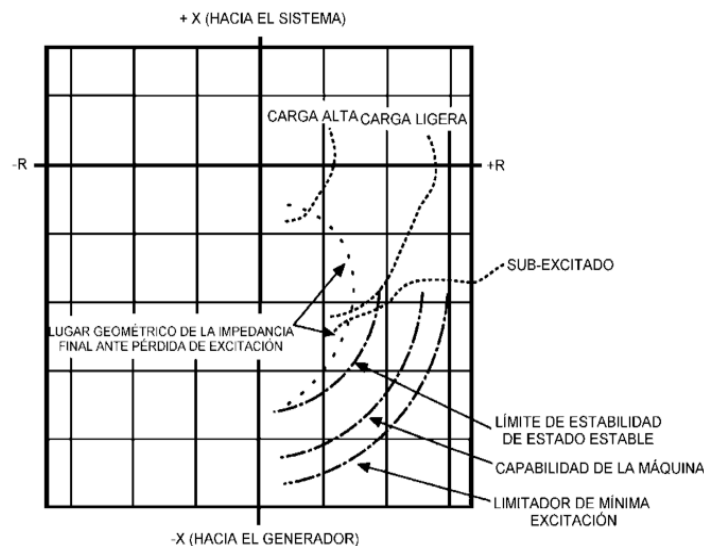 + X (HACIA EL SISTEMA)
CARGA ALTA
CARGA LIGERA
-R
+R
SUB-EXCITADO
LUGAR GEOMÉTRICO DE LA IMPEDANCIA
FINAL ANTE PÉRDIDA DE EXCITACIÓN
LÍMITE DE ESTABILIDAD
DE ESTADO ESTABLE
CAPABILIDAD DE LA MÁQUINA
LIMITADOR DE MÍNIMA
EXCITACIÓN
-X (HACIA EL GENERADOR)